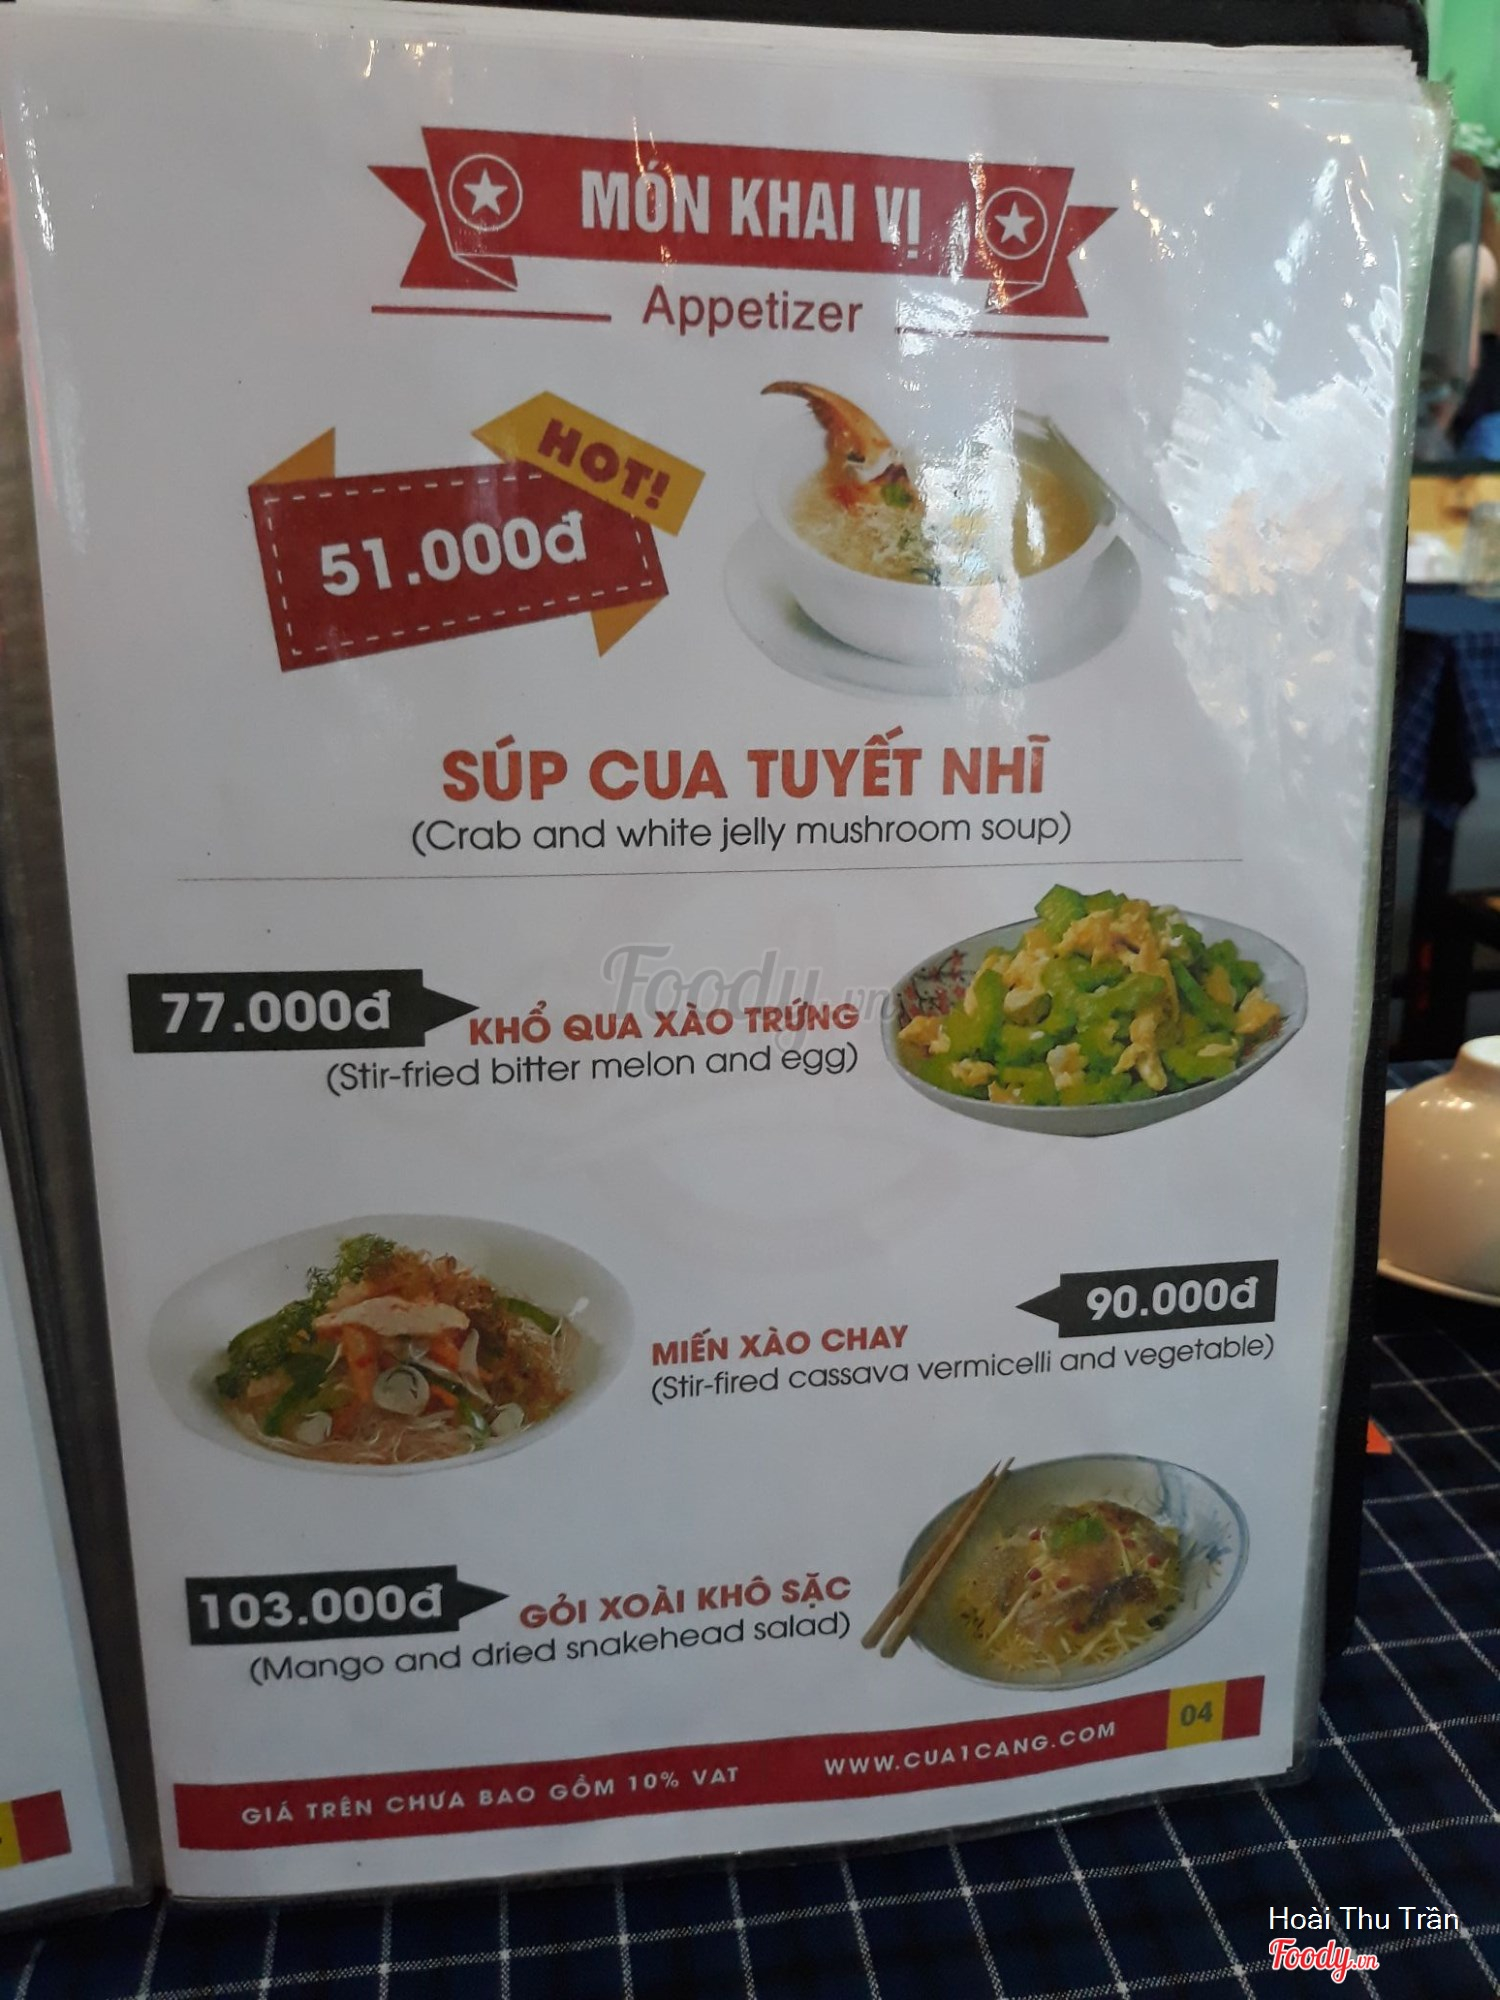 MÓN KHAI VỊ
Appetizer
HOT!
51.000đ
SÚP CUA TUYẾT NHĨ
(Crab and white jelly mushroom soup)
Foody.vn
77.000đ
KHỔ QUA XÀO TRỨNG
(Stir-fried bitter melon and egg)
90.000đ
MIẾN XÀO CHAY
(Stir-fired cassava vermicelli and vegetable)
103.000đ
GỎI XOÀI KHÔ SẶC
(Mango and dried snakehead salad)
GIÁ TRÊN CHƯA BAO GỒM 10% VAT
WWW.CUA1CANG.COM
04
Hoài Thu Trần
Foody.vn